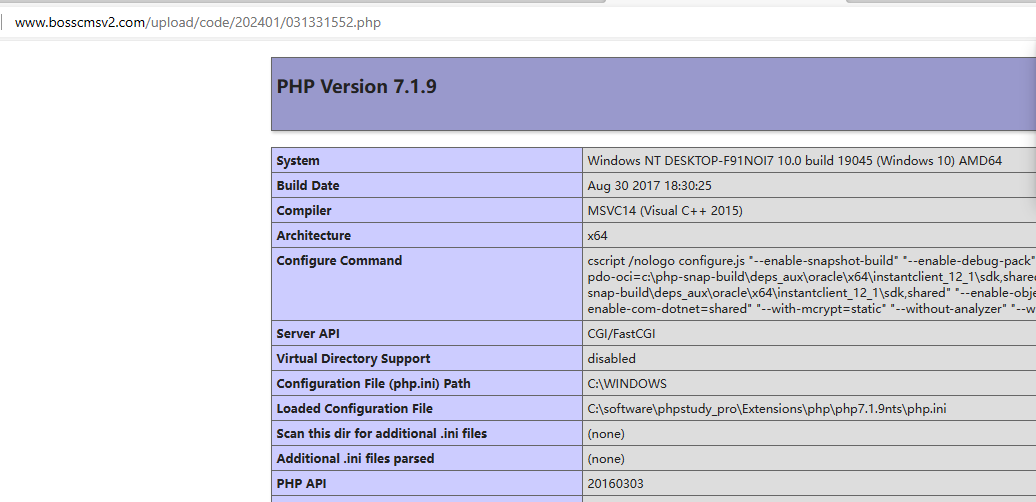 www.bosscmsv2.com/upload/code/202401/031331552.php
PHP Version 7.1.9
System Windows NT DESKTOP-F91NOI7 10.0 build 19045 (Windows 10) AMD64
Build Date Aug 30 2017 18:30:25
Compiler MSVC14 (Visual C++ 2015)
Architecture x64
Configure Command cscript /nologo configure.js "--enable-snapshot-build" "--enable-debug-pack"
pdo-oci=c:\php-snap-build\deps_aux\oracle\x64\instantclient_12_1\sdk,shared
snap-build\deps_aux\oracle\x64\instantclient_12_1\sdk,shared" "--enable-obje
enable-com-dotnet=shared" "--with-mcrypt=static" "--without-analyzer" "--w
Server API CGI/FastCGI
Virtual Directory Support disabled
Configuration File (php.ini) Path C:\WINDOWS
Loaded Configuration File C:\software\phpstudy_pro\Extensions\php\php7.1.9nts\php.ini
Scan this dir for additional .ini files (none)
Additional .ini files parsed (none)
PHP API 20160303